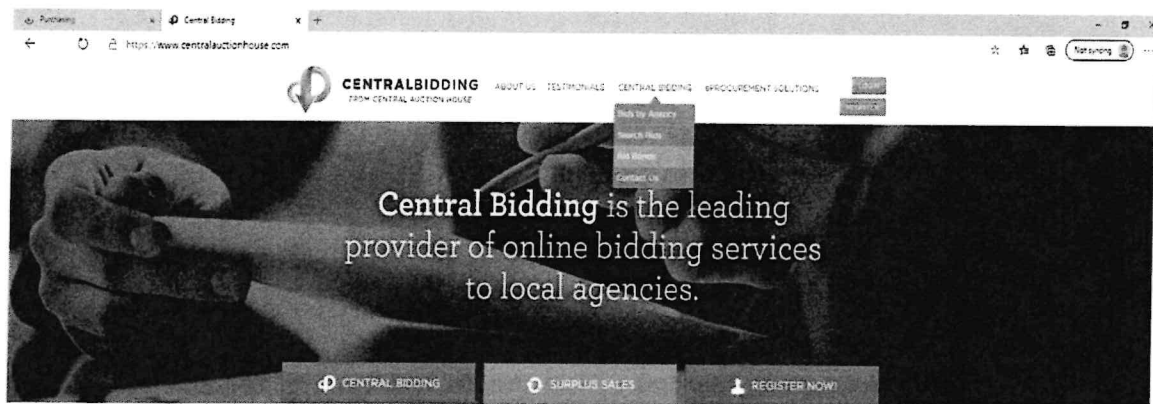 Purchasing
Central Bidding
https://www.centralauctionhouse.com
Not syncing
CENTRALBIDDING
FROM CENTRAL AUCTION HOUSE
ABOUT US TESTIMONIALS CENTRAL BIDDING EPROCUREMENT SOLUTIONS
Bids by Agency
Search Bids
Bid Bonds
Contact Us
Central Bidding is the leading
provider of online bidding services
to local agencies.
CENTRAL BIDDING SURPLUS SALES REGISTER NOW!